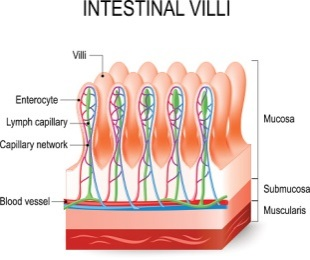 INTESTINAL VILLI
Villi
Enterocyte
Lymph capillary
Capillary network
Blood vessel
Mucosa
Submucosa
Muscularis